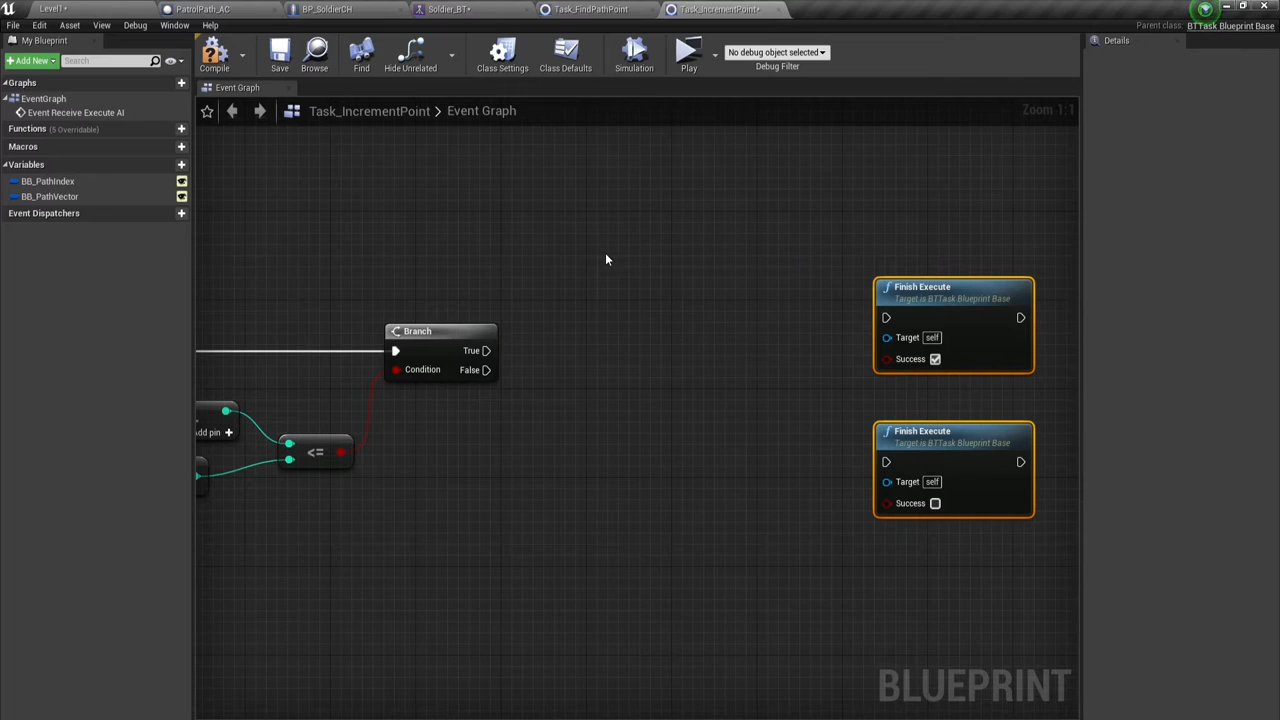 Level1*
PatrolPath_AC
BP_SoldierCH
Soldier_BT*
Task_FindPathPoint
Task_IncrementPoint*
File Edit Asset View Debug Window Help
Parent class: BTTask Blueprint Base
My Blueprint
+ Add New
Search
Compile
Save
Browse
Find
Hide Unrelated
Class Settings
Class Defaults
Simulation
Play
No debug object selected
Debug Filter
Details
Graphs
EventGraph
Event Receive Execute AI
Functions (5 Overridable)
Macros
Variables
BB_PathIndex
BB_PathVector
Event Dispatchers
Event Graph
Task_IncrementPoint > Event Graph
Zoom 1:1
Branch
True
Condition False
Add pin +
<=
Finish Execute
Target is BTTask Blueprint Base
Target self
Success
Finish Execute
Target is BTTask Blueprint Base
Target self
Success
BLUEPRINT